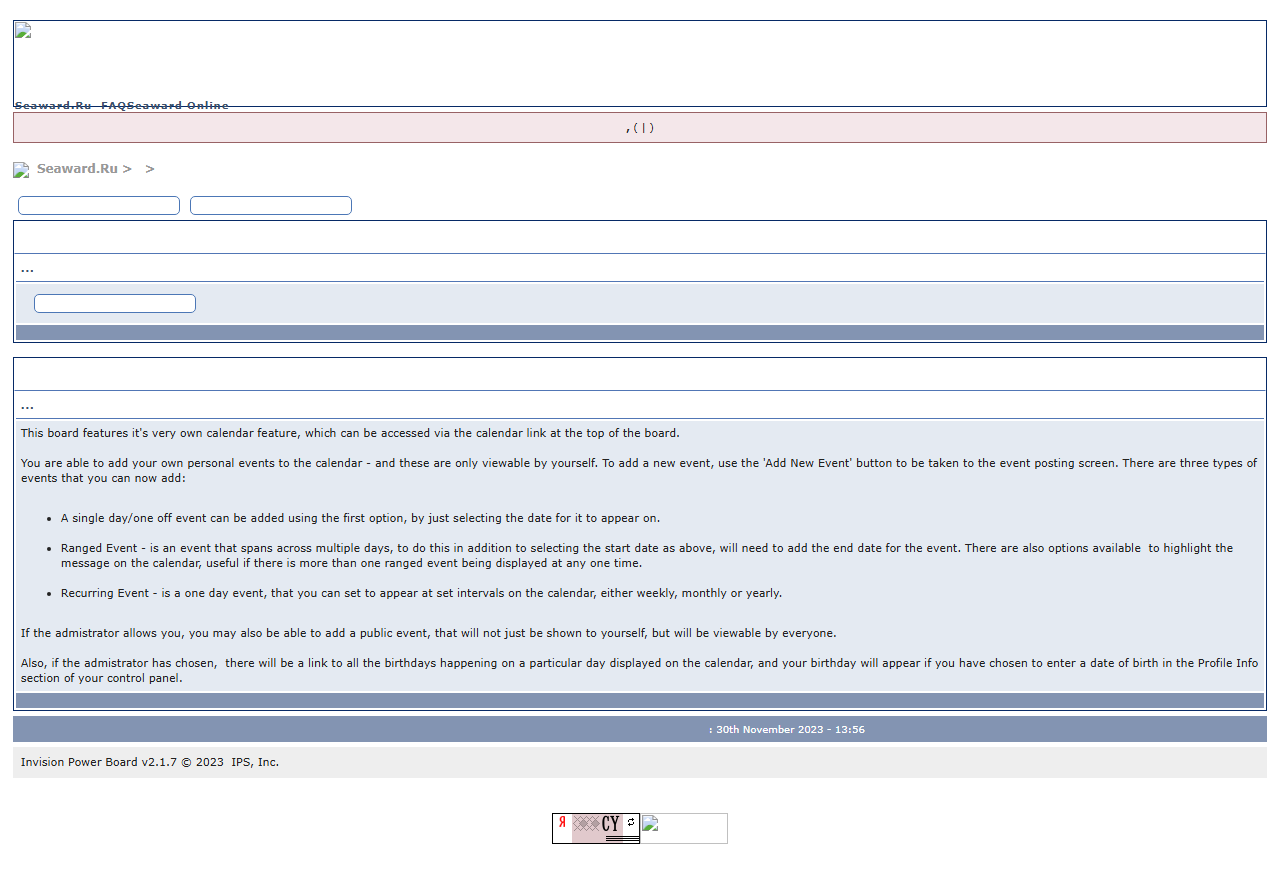 Seaward.Ru  FAQSeaward Online
,(|)
Seaward.Ru >  >
...
...
This board features it's very own calendar feature, which can be accessed via the calendar link at the top of the board.
You are able to add your own personal events to the calendar - and these are only viewable by yourself. To add a new event, use the 'Add New Event' button to be taken to the event posting screen. There are three types of
events that you can now add:
• A single day/one off event can be added using the first option, by just selecting the date for it to appear on.
• Ranged Event - is an event that spans across multiple days, to do this in addition to selecting the start date as above, will need to add the end date for the event. There are also options available  to highlight the
message on the calendar, useful if there is more than one ranged event being displayed at any one time.
• Recurring Event - is a one day event, that you can set to appear at set intervals on the calendar, either weekly, monthly or yearly.
If the admistrator allows you, you may also be able to add a public event, that will not just be shown to yourself, but will be viewable by everyone.
Also, if the admistrator has chosen,  there will be a link to all the birthdays happening on a particular day displayed on the calendar, and your birthday will appear if you have chosen to enter a date of birth in the Profile Info
section of your control panel.
: 30th November 2023 - 13:56
Invision Power Board v2.1.7 © 2023  IPS, Inc.
Я CY